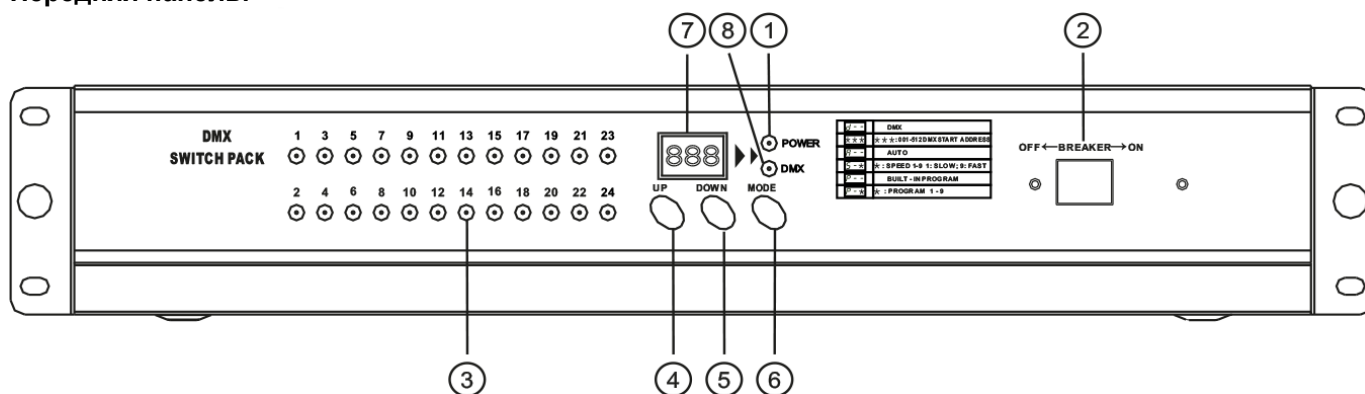 7 8 1 2
DMX
SWITCH PACK
1 3 5 7 9 11 13 15 17 19 21 23
2 4 6 8 10 12 14 16 18 20 22 24
888
POWER
DMX
UP DOWN MODE
d-- DMX
*** ***:001-512 DMX START ADDRESS
A-- AUTO
S-* *: SPEED 1-9 1: SLOW; 9: FAST
P-- BUILT-IN PROGRAM
P-* *: PROGRAM 1-9
OFF←BREAKER→ON
3 4 5 6